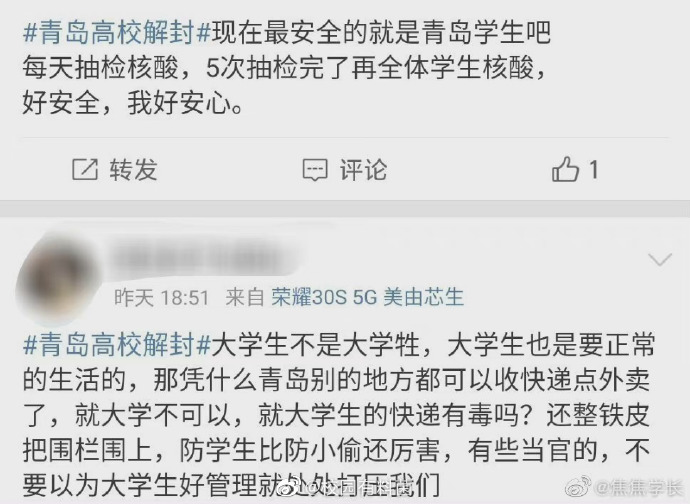 #青岛高校解封#现在最安全的就是青岛学生吧
每天抽检核酸，5次抽检完了再全体学生核酸，
好安全，我好安心。
转发 评论 1
昨天 18:51 来自 荣耀30S 5G 美由芯生
#青岛高校解封#大学生不是大学牲，大学生也是要正常
的生活的，那凭什么青岛别的地方都可以收快递点外卖
了，就大学不可以，就大学生的快递有毒吗？还整铁皮
把围栏围上，防学生比防小偷还厉害，有些当官的，不
要以为大学生好管理就处处打压我们
@焦焦学长